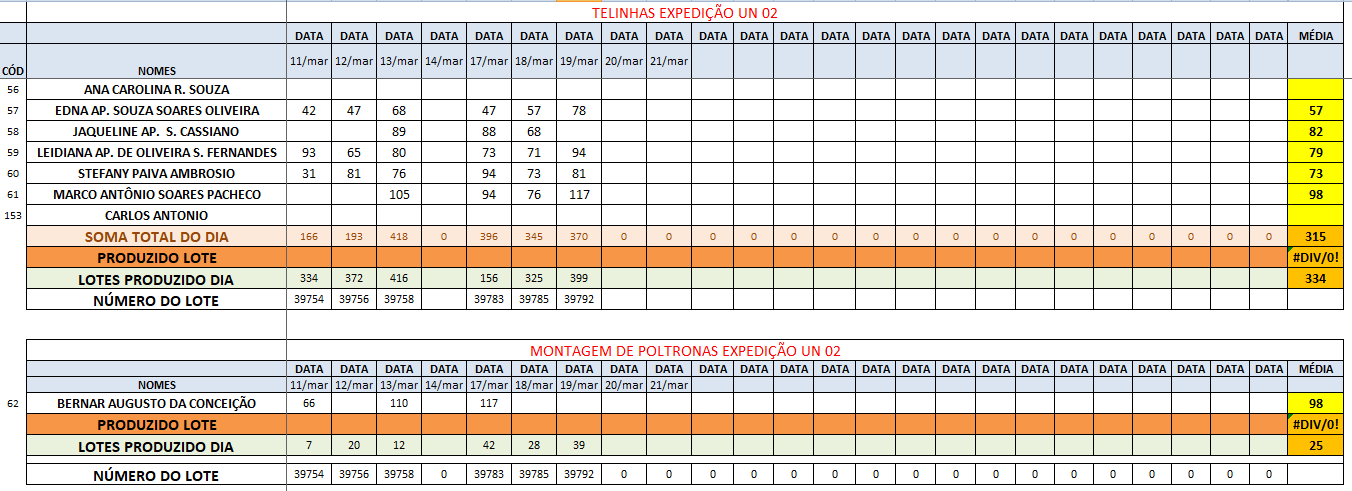 TELINHAS EXPEDIÇÃO UN 02
DATA DATA DATA DATA DATA DATA DATA DATA DATA DATA DATA DATA DATA DATA DATA DATA DATA DATA DATA DATA DATA DATA DATA MÉDIA
CÓD NOMES 11/mar 12/mar 13/mar 14/mar 17/mar 18/mar 19/mar 20/mar 21/mar
56 ANA CAROLINA R. SOUZA
57 EDNA AP. SOUZA SOARES OLIVEIRA 42 47 68 47 57 78 57
58 JAQUELINE AP. S. CASSIANO 89 88 68 82
59 LEIDIANA AP. DE OLIVEIRA S. FERNANDES 93 65 80 73 71 94 79
60 STEFANY PAIVA AMBROSIO 31 81 76 94 73 81 73
61 MARCO ANTÔNIO SOARES PACHECO 105 94 76 117 98
153 CARLOS ANTONIO
SOMA TOTAL DO DIA 166 193 418 0 396 345 370 0 0 0 0 0 0 0 0 0 0 0 0 0 0 0 0 315
PRODUZIDO LOTE #DIV/0!
LOTES PRODUZIDO DIA 334 372 416 156 325 399 334
NÚMERO DO LOTE 39754 39756 39758 39783 39785 39792
MONTAGEM DE POLTRONAS EXPEDIÇÃO UN 02
DATA DATA DATA DATA DATA DATA DATA DATA DATA DATA DATA DATA DATA DATA DATA DATA DATA DATA DATA DATA DATA DATA DATA MÉDIA
NOMES 11/mar 12/mar 13/mar 14/mar 17/mar 18/mar 19/mar 20/mar 21/mar
62 BERNAR AUGUSTO DA CONCEIÇÃO 66 110 117 98
PRODUZIDO LOTE #DIV/0!
LOTES PRODUZIDO DIA 7 20 12 42 28 39 25
NÚMERO DO LOTE 39754 39756 39758 0 39783 39785 39792 0 0 0 0 0 0 0 0 0 0 0 0 0 0 0 0